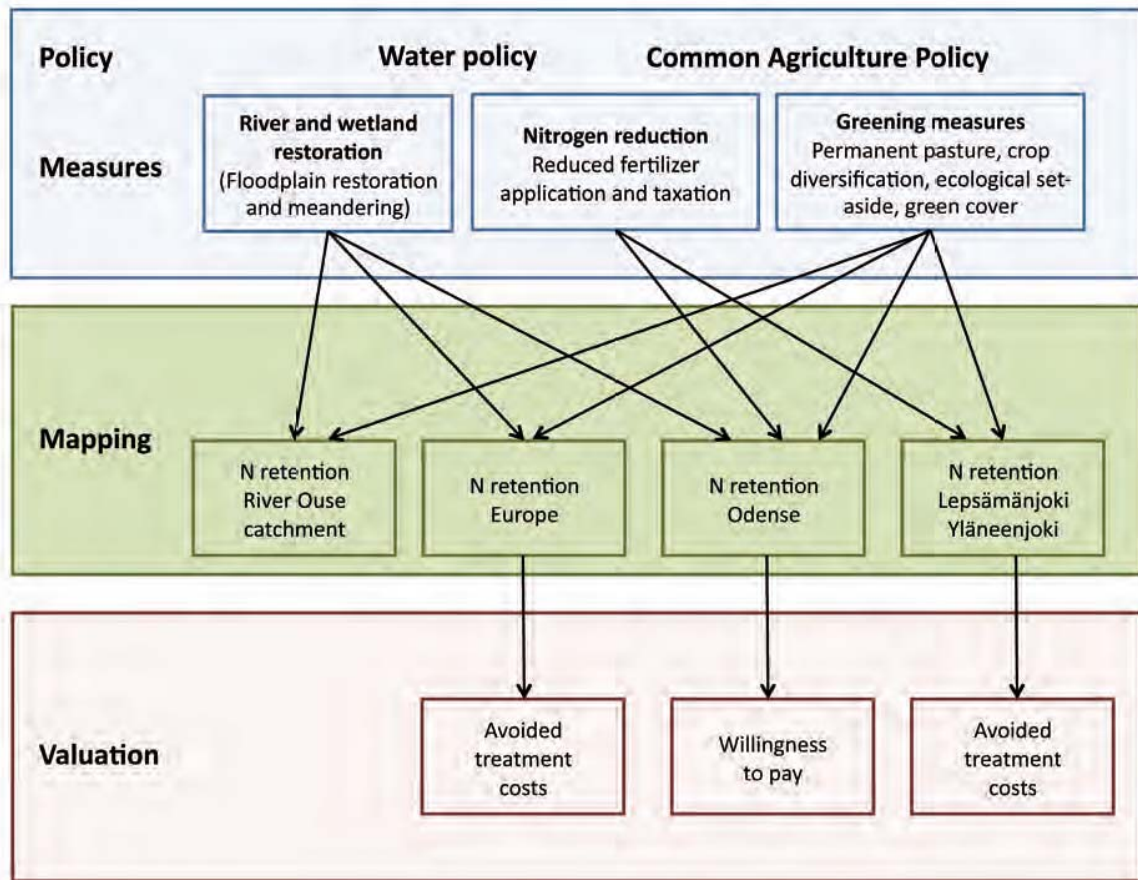 Policy
Water policy
Common Agriculture Policy
Measures
River and wetland
restoration
(Floodplain restoration
and meandering)
Nitrogen reduction
Reduced fertilizer
application and taxation
Greening measures
Permanent pasture, crop
diversification, ecological set-
aside, green cover
Mapping
N retention
River Ouse
catchment
N retention
Europe
N retention
Odense
N retention
Lepsämänjoki
Yläneenjoki
Valuation
Avoided
treatment
costs
Willingness
to pay
Avoided
treatment
costs